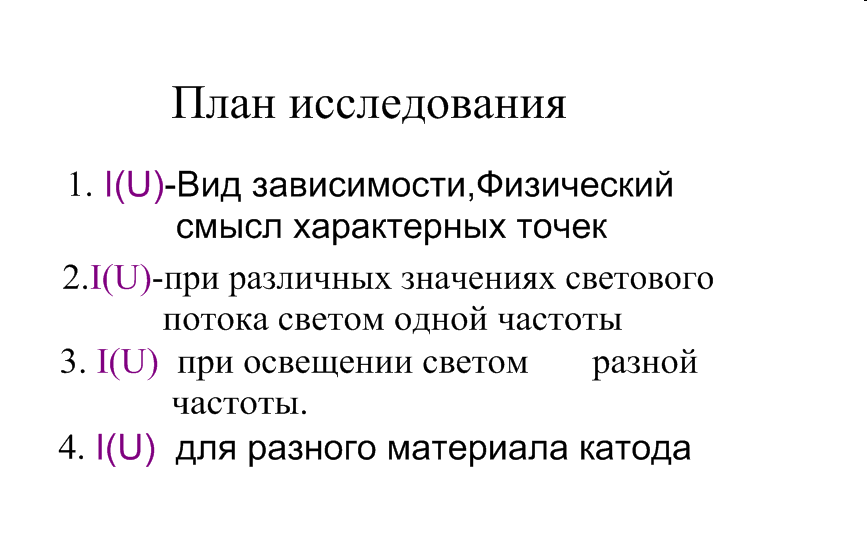 План исследования
1. I(U)-Вид зависимости,Физический
смысл характерных точек
2.I(U)-при различных значениях светового
потока светом одной частоты
3. I(U) при освещении светом разной
частоты.
4. I(U) для разного материала катода